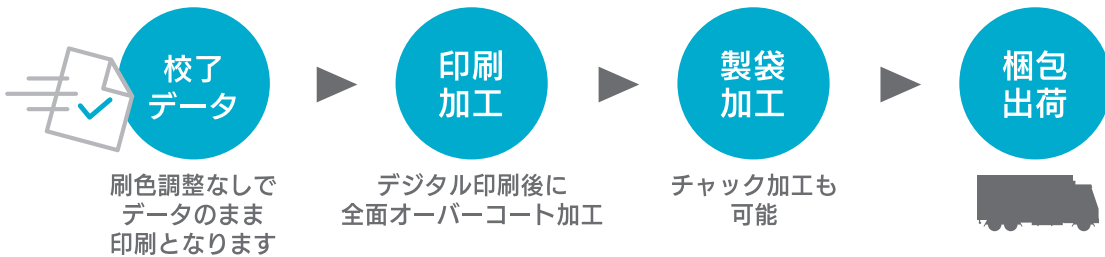 校了
データ
刷色調整なしで
データのまま
印刷となります
印刷
加工
デジタル印刷後に
全面オーバーコート加工
製袋
加工
チャック加工も
可能
梱包
出荷